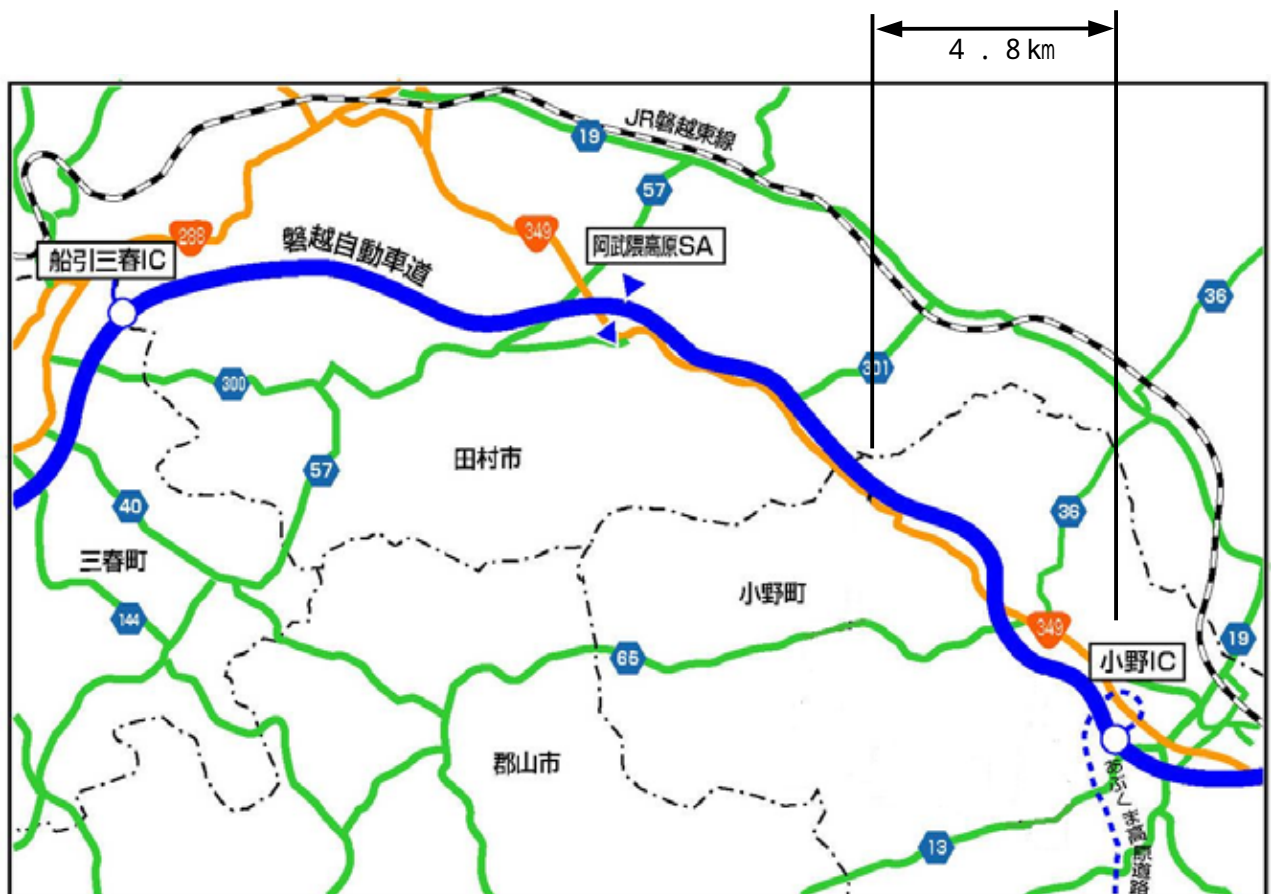 4.8km
JR磐越東線
19
57
288
349
阿武隈高原SA
磐越自動車道
船引三春IC
36
301
300
田村市
57
40
36
三春町
小野町
144
349
19
65
小野IC
郡山市
13
あぶくま高原道路